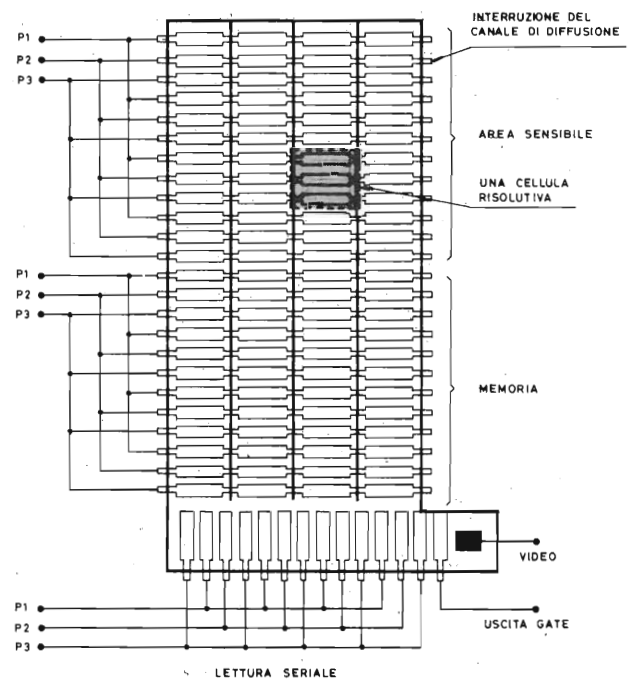 INTERRUZIONE DEL
CANALE DI DIFFUSIONE
P1
P2
P3
AREA SENSIBILE
UNA CELLULA
RISOLUTIVA
P1
P2
P3
MEMORIA
VIDEO
P1
P2
P3
USCITA GATE
LETTURA SERIALE